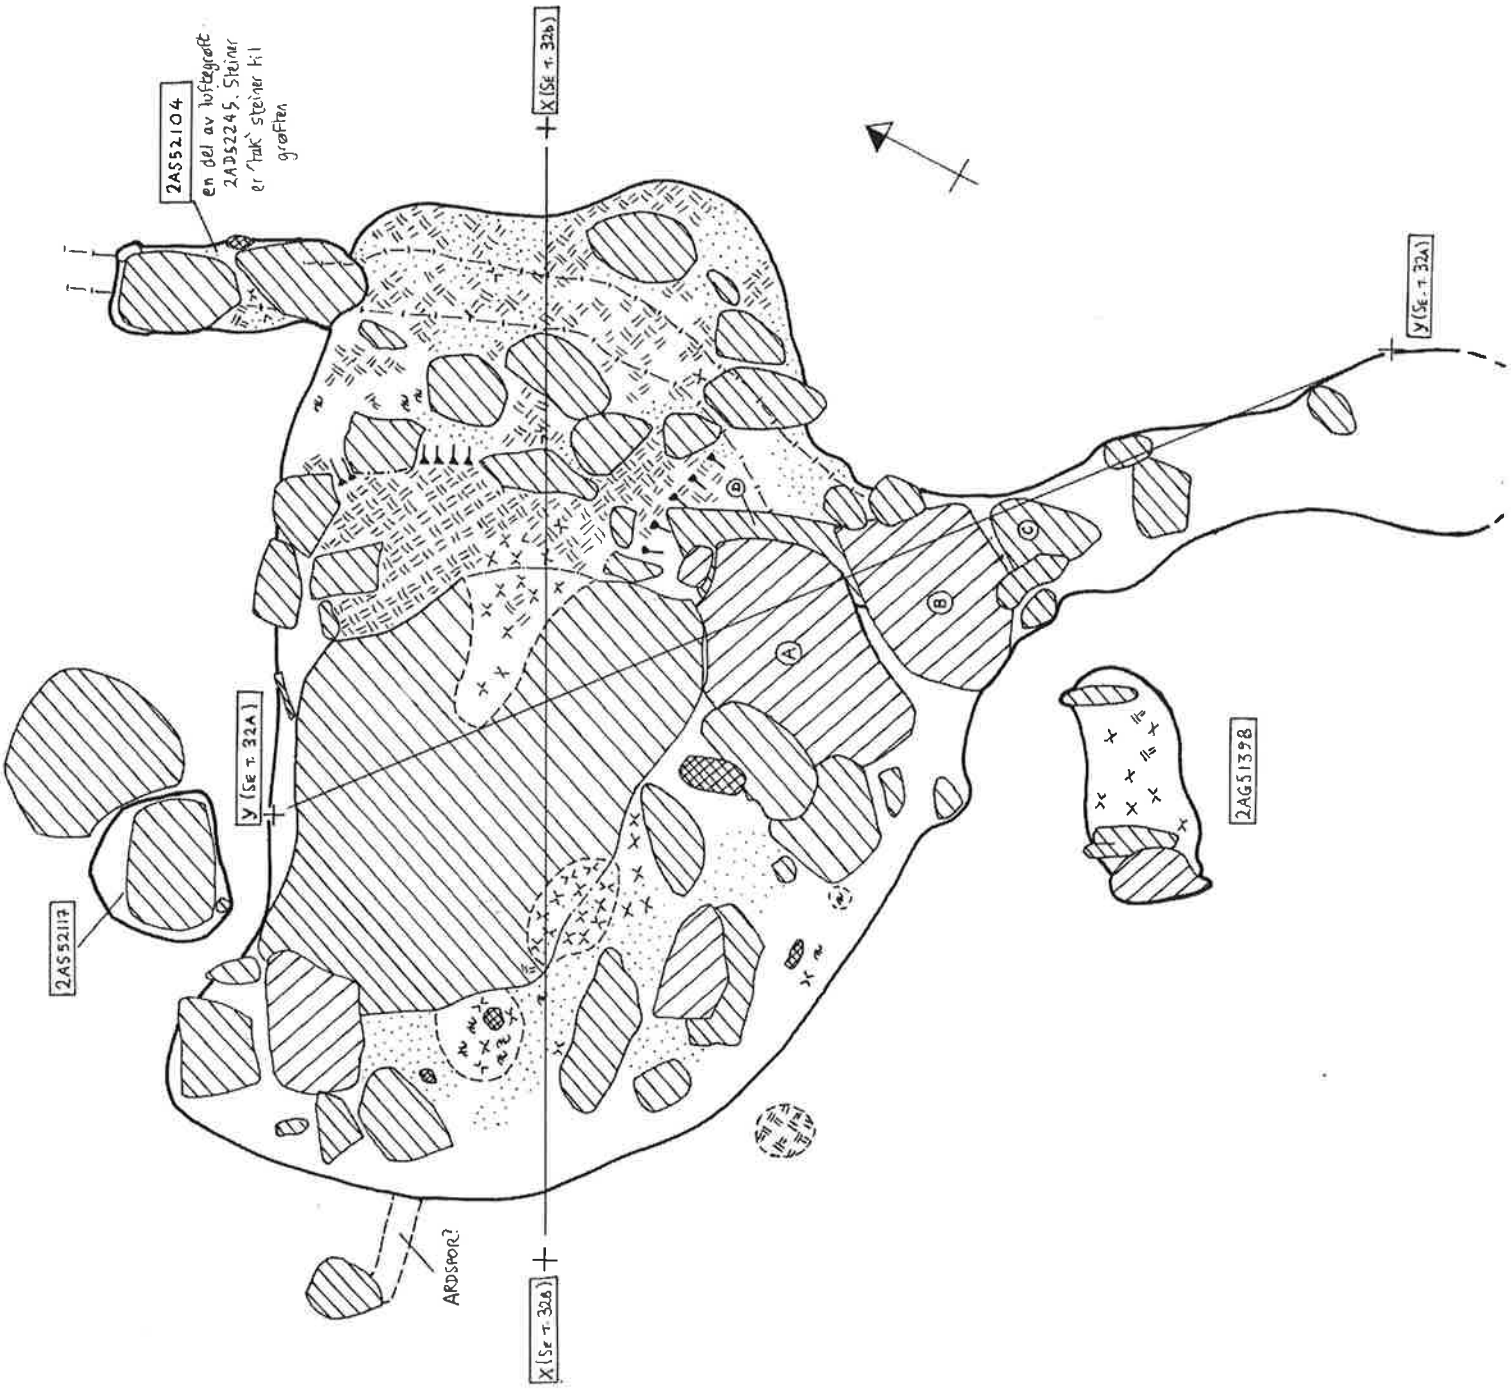 2AS52104
en del av luftegrøft
2AD52245. Steiner
er 'tak' steiner til
grøften
X (SE T. 32b)
Y (SE. T. 32A)
D
C
B
A
Y (SE T. 32A)
2AS52117
2AG51398
ARDSPOR?
X (SE T. 32B)